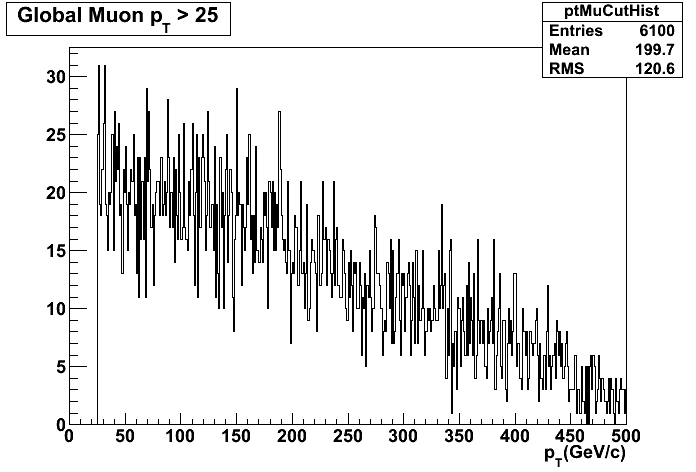 Global Muon p_T > 25
ptMuCutHist
Entries 6100
Mean 199.7
RMS 120.6
30
25
20
15
10
5
0
0 50 100 150 200 250 300 350 400 450 500
p_T(GeV/c)